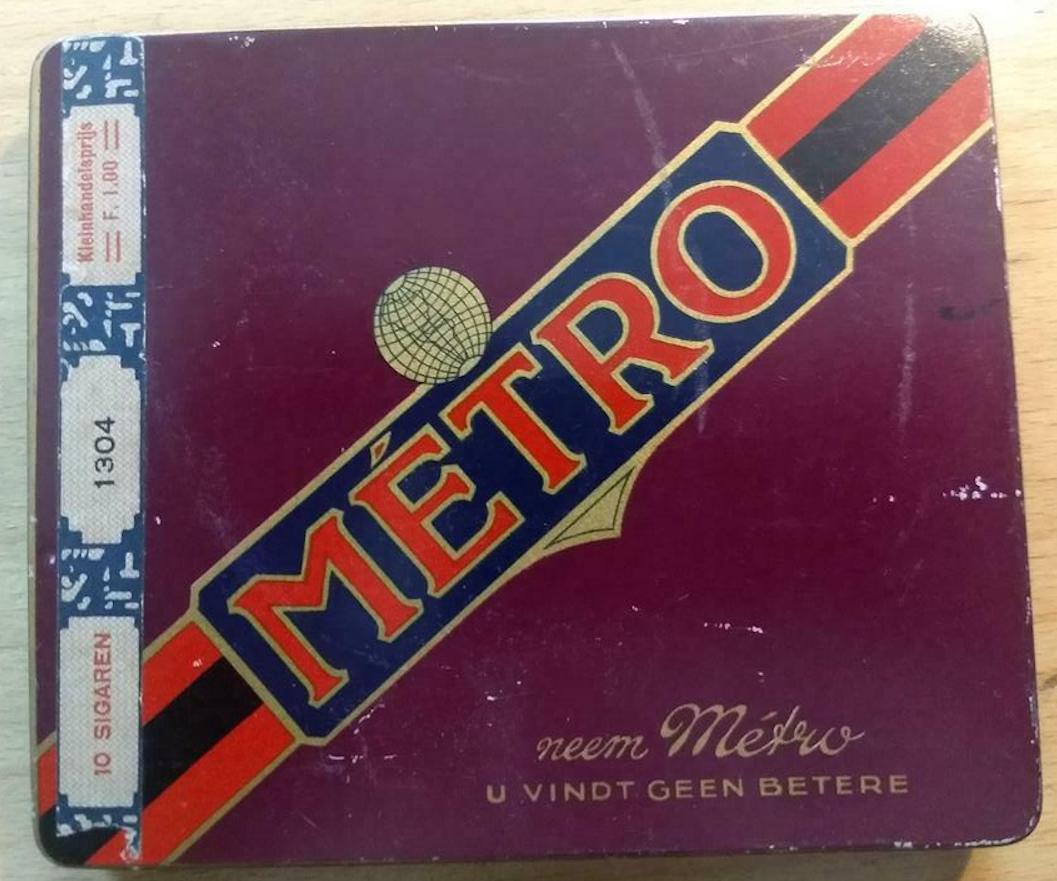 Kleinhandelsprijs
F. 1.00
1304
10 SIGAREN
MÉTRO
neem Métro
U VINDT GEEN BETERE